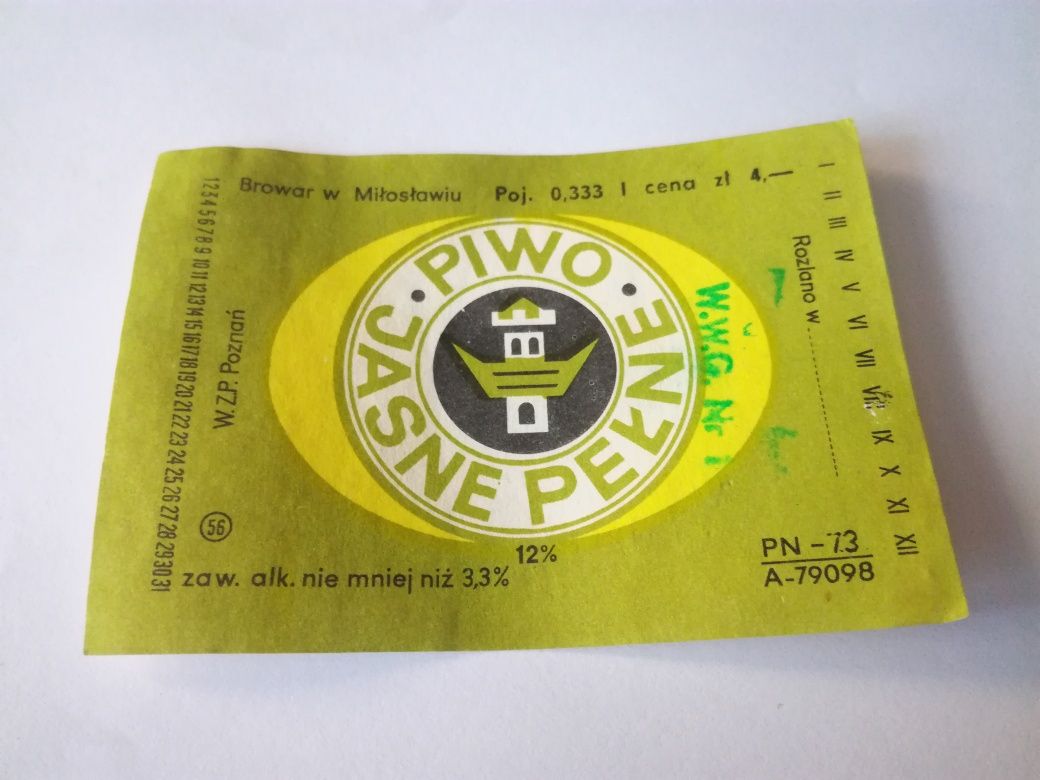 Browar w Miłosławiu Poj. 0,333 l cena zł 4,—
1 2 3 4 5 6 7 8 9 10 11 12 13 14 15 16 17 18 19 20 21 22 23 24 25 26 27 28 29 30 31
W.Z.P. Poznań
56
• PIWO •
JASNE PEŁNE
W.W.G. Nr 1
Rozlano w
I II III IV V VI VII VIII IX X XI XII
12%
zaw. alk. nie mniej niż 3,3%
PN-73
A-79098